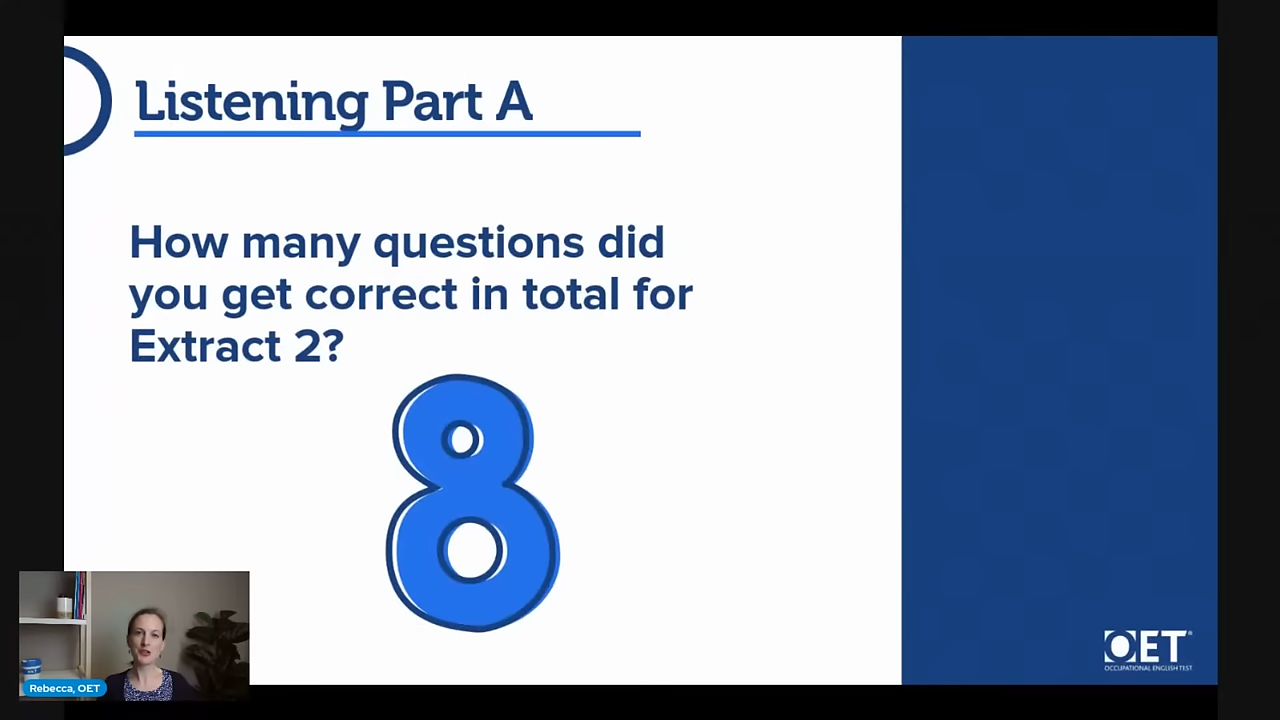 Listening Part A
How many questions did
you get correct in total for
Extract 2?
8
Rebecca, OET
OET®
OCCUPATIONAL ENGLISH TEST